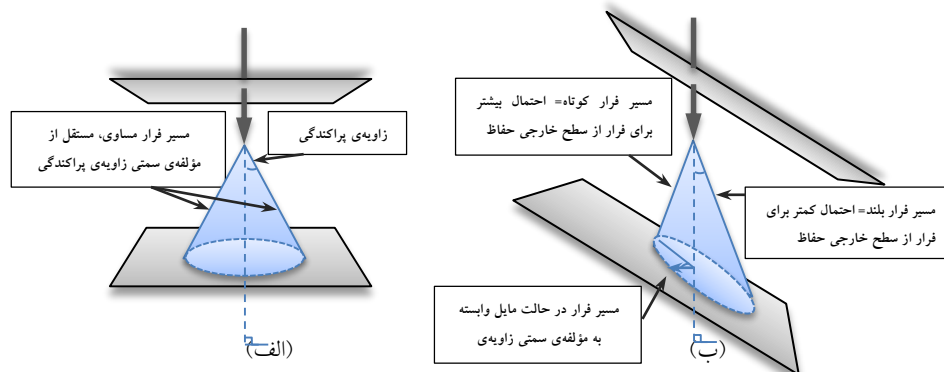 مسیر فرار کوتاه= احتمال بیشتر
برای فرار از سطح خارجی حفاظ
زاویه‌ی پراکندگی
مسیر فرار مساوی، مستقل از
مؤلفه‌ی سمتی زاویه‌ی پراکندگی
مسیر فرار بلند= احتمال کمتر برای
فرار از سطح خارجی حفاظ
مسیر فرار در حالت مایل وابسته
به مؤلفه‌ی سمتی زاویه‌ی
(الف)
(ب)